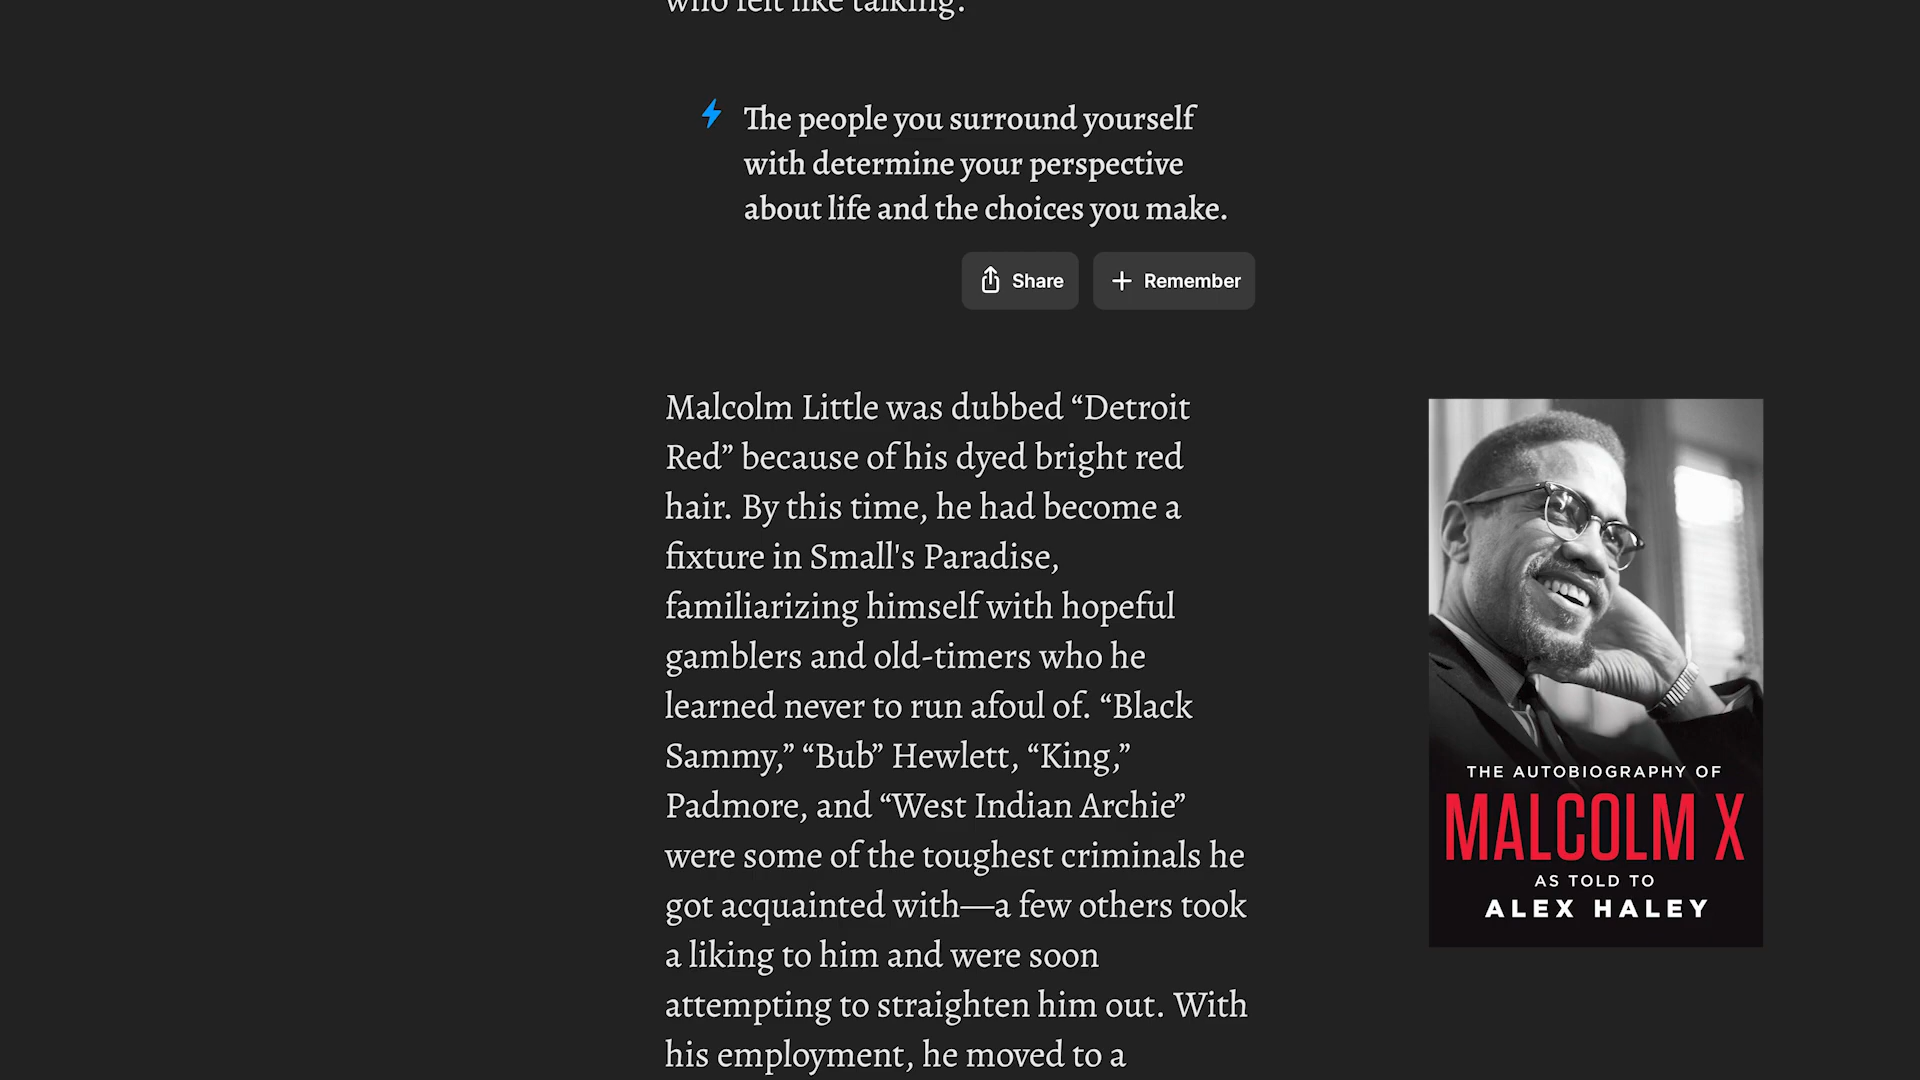 who felt like talking.
The people you surround yourself
with determine your perspective
about life and the choices you make.
Share
Remember
Malcolm Little was dubbed “Detroit
Red” because of his dyed bright red
hair. By this time, he had become a
fixture in Small's Paradise,
familiarizing himself with hopeful
gamblers and old-timers who he
learned never to run afoul of. “Black
Sammy,” “Bub” Hewlett, “King,”
Padmore, and “West Indian Archie”
were some of the toughest criminals he
got acquainted with—a few others took
a liking to him and were soon
attempting to straighten him out. With
his employment, he moved to a
THE AUTOBIOGRAPHY OF
MALCOLM X
AS TOLD TO
ALEX HALEY